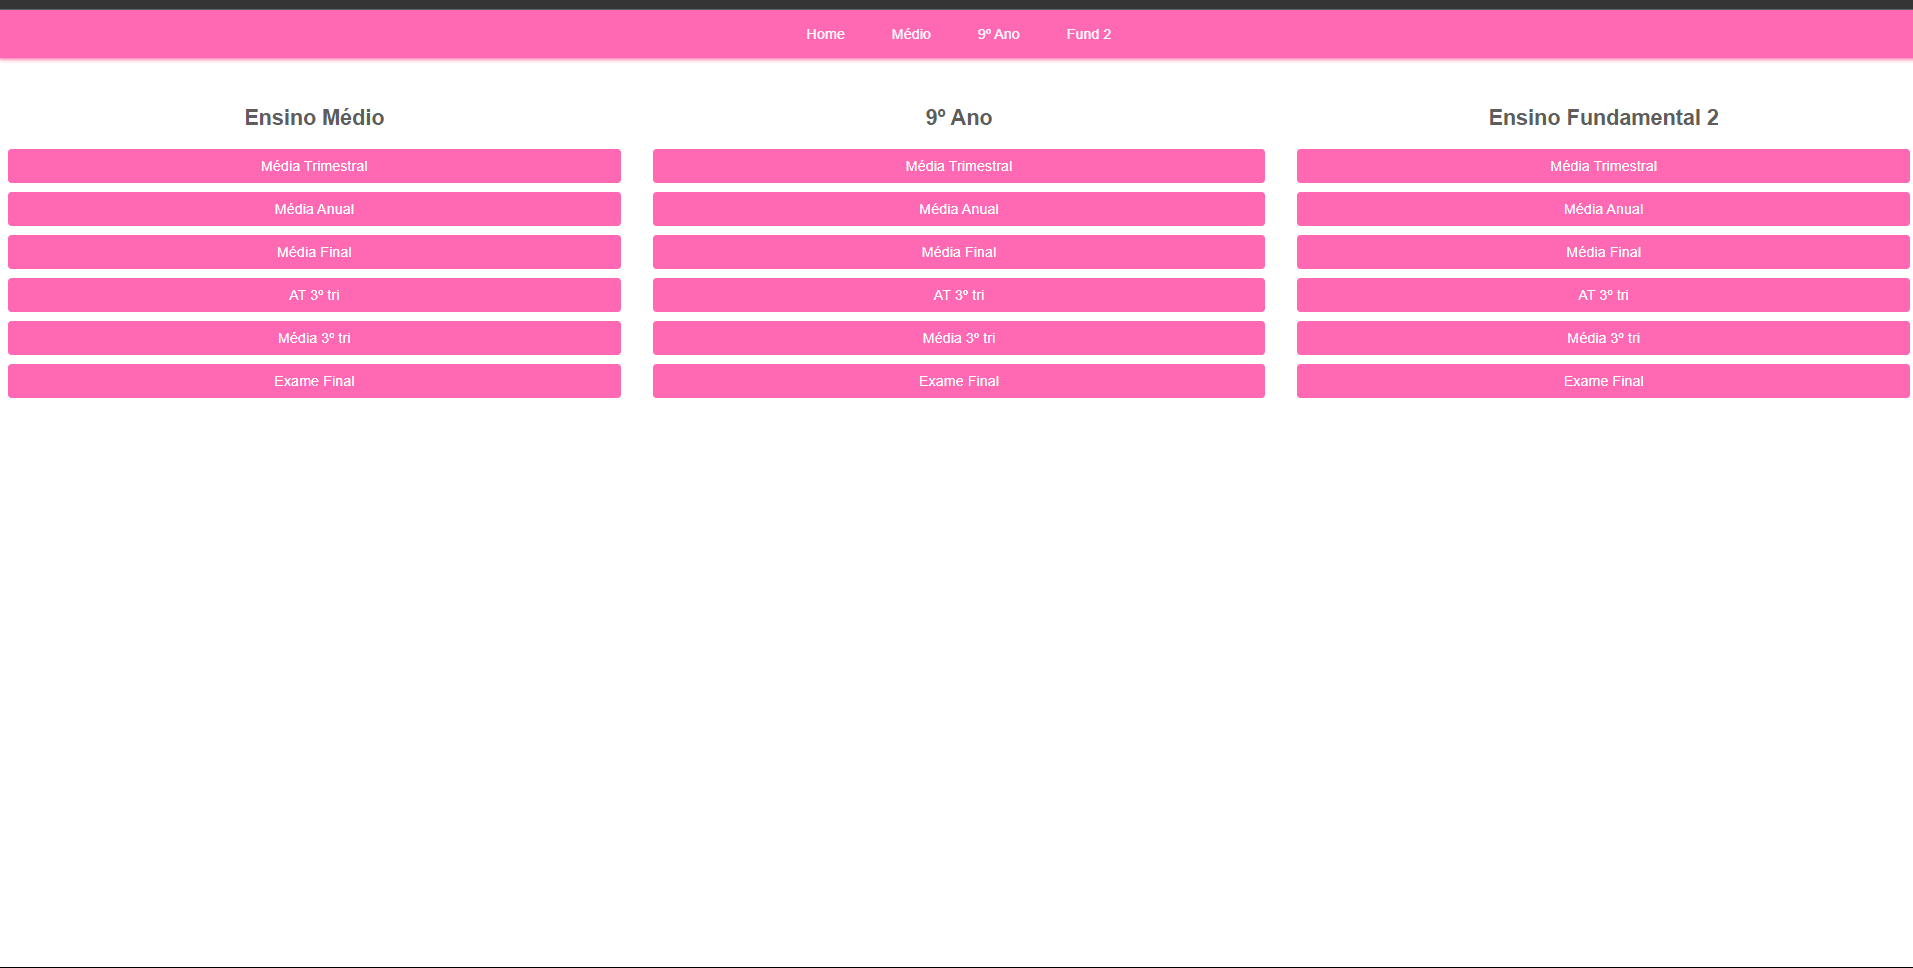 Home Médio 9º Ano Fund 2
Ensino Médio
Média Trimestral
Média Anual
Média Final
AT 3º tri
Média 3º tri
Exame Final
9º Ano
Média Trimestral
Média Anual
Média Final
AT 3º tri
Média 3º tri
Exame Final
Ensino Fundamental 2
Média Trimestral
Média Anual
Média Final
AT 3º tri
Média 3º tri
Exame Final